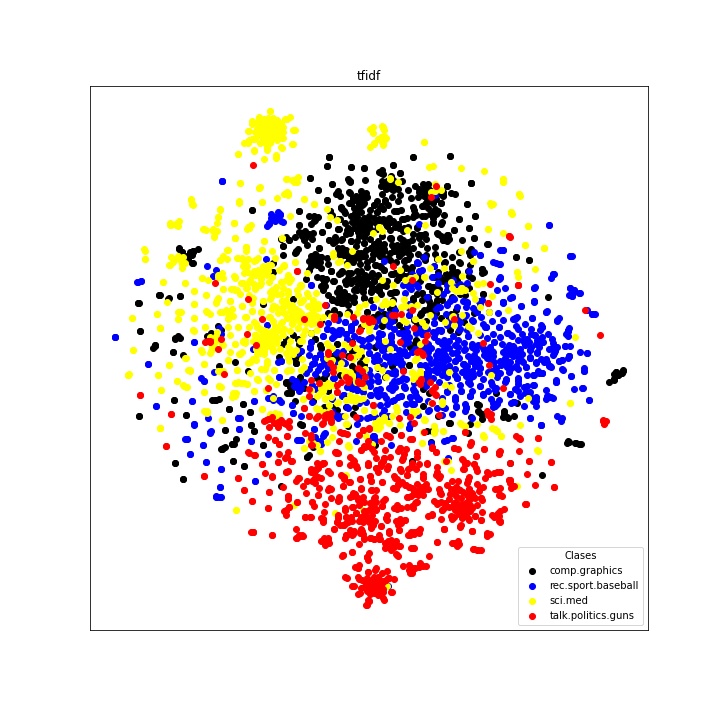 tfidf
Clases
comp.graphics
rec.sport.baseball
sci.med
talk.politics.guns